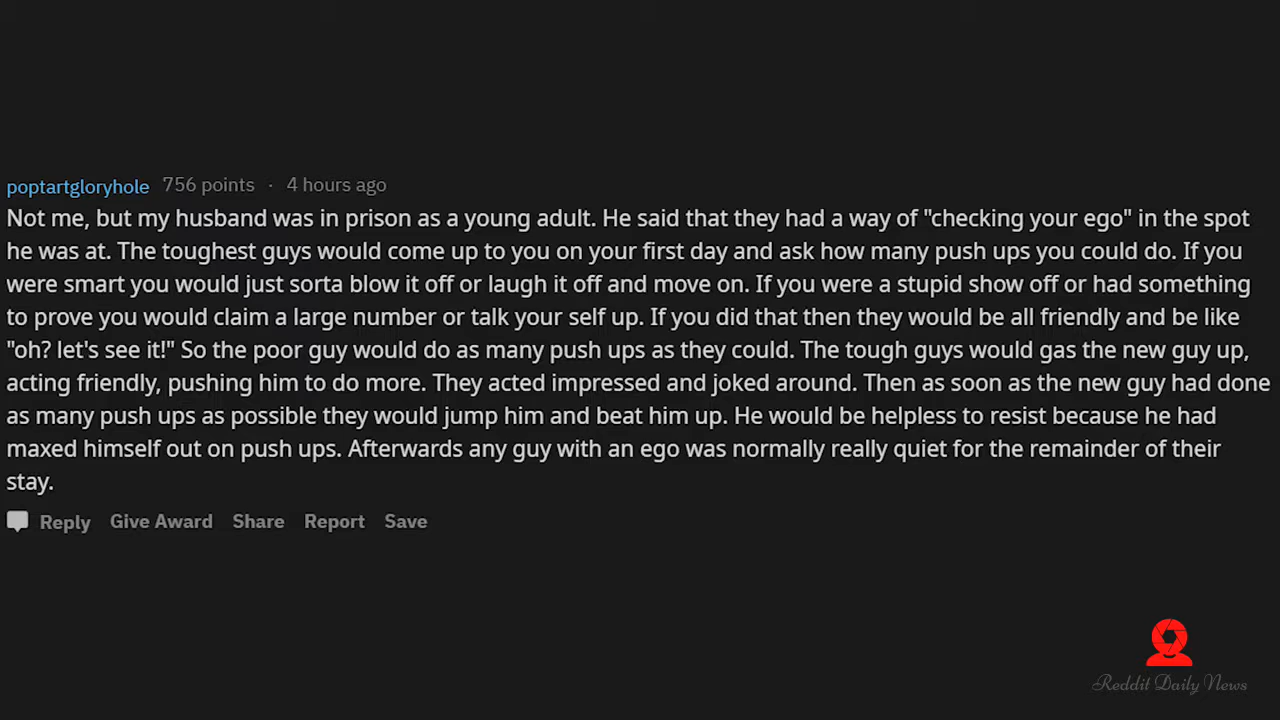 poptartgloryhole 756 points · 4 hours ago
Not me, but my husband was in prison as a young adult. He said that they had a way of "checking your ego" in the spot
he was at. The toughest guys would come up to you on your first day and ask how many push ups you could do. If you
were smart you would just sorta blow it off or laugh it off and move on. If you were a stupid show off or had something
to prove you would claim a large number or talk your self up. If you did that then they would be all friendly and be like
"oh? let's see it!" So the poor guy would do as many push ups as they could. The tough guys would gas the new guy up,
acting friendly, pushing him to do more. They acted impressed and joked around. Then as soon as the new guy had done
as many push ups as possible they would jump him and beat him up. He would be helpless to resist because he had
maxed himself out on push ups. Afterwards any guy with an ego was normally really quiet for the remainder of their
stay.
Reply Give Award Share Report Save
Reddit Daily News